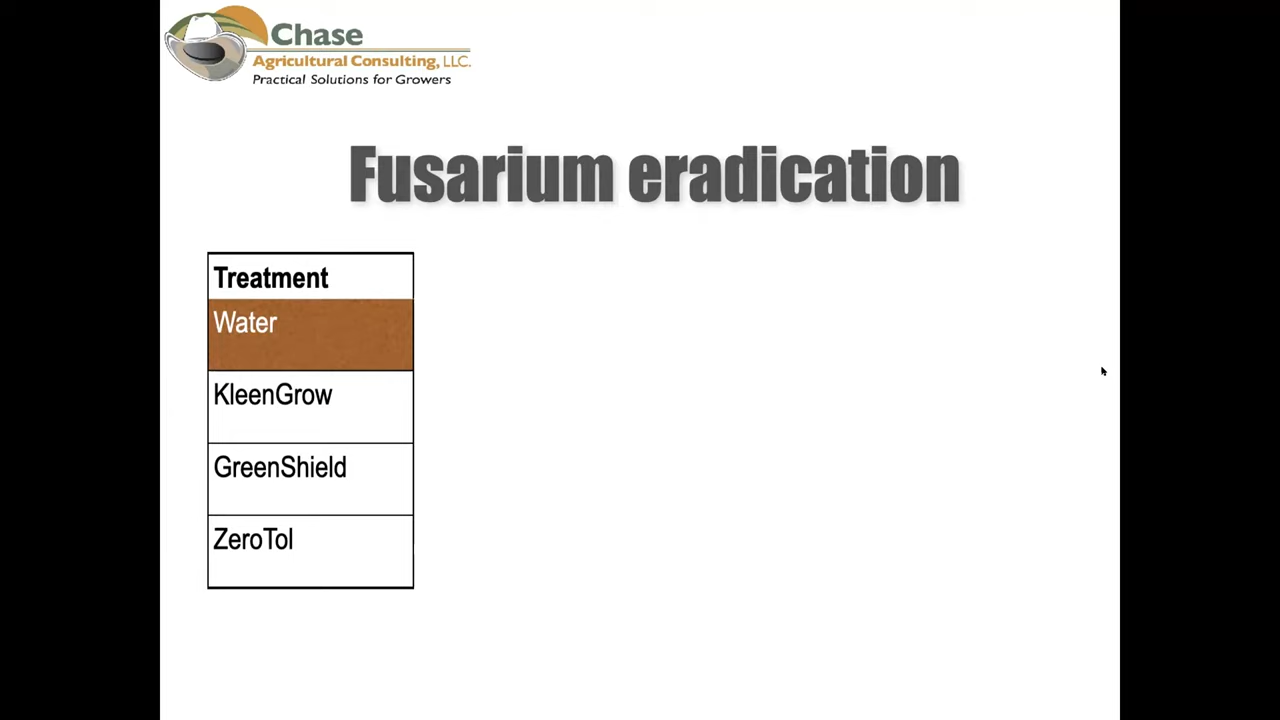 Chase
Agricultural Consulting, LLC.
Practical Solutions for Growers
Fusarium eradication
Treatment
Water
KleenGrow
GreenShield
ZeroTol